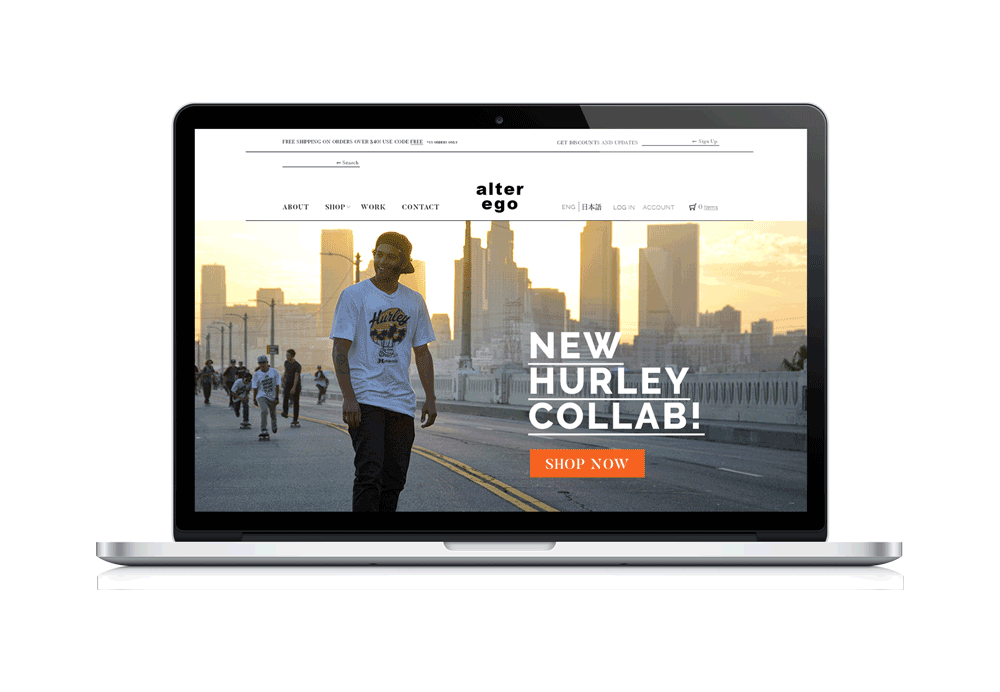 FREE SHIPPING ON ORDERS OVER $40! USE CODE FREE *US ORDERS ONLY
GET DISCOUNTS AND UPDATES. ← Sign Up
← Search
alter
ego
ABOUT SHOP WORK CONTACT
ENG | 日本語 LOG IN ACCOUNT 0 items
Hurley
NEW
HURLEY
COLLAB!
SHOP NOW